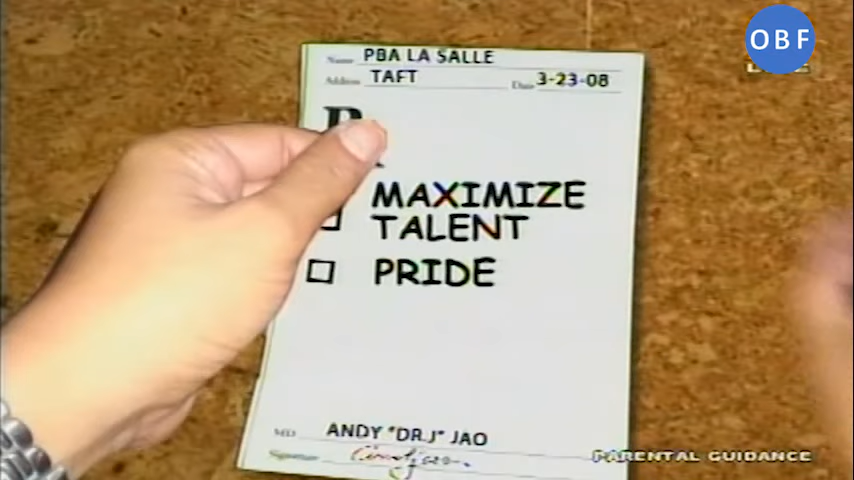 OBF
Name PBA LA SALLE
Address TAFT Date 3-23-08
MAXIMIZE
TALENT
PRIDE
MD ANDY "DR.J" JAO
Signature
PARENTAL GUIDANCE